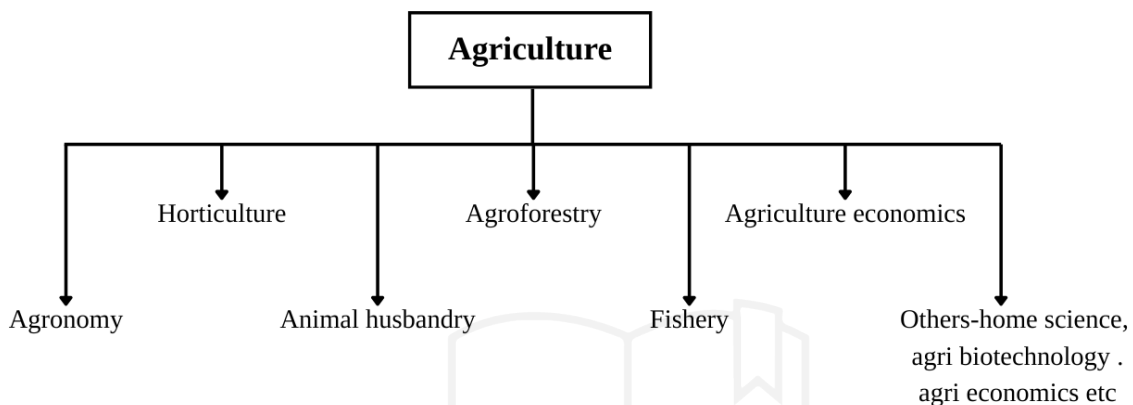 Agriculture
Horticulture
Agroforestry
Agriculture economics
Agronomy
Animal husbandry
Fishery
Others-home science,
agri biotechnology .
agri economics etc